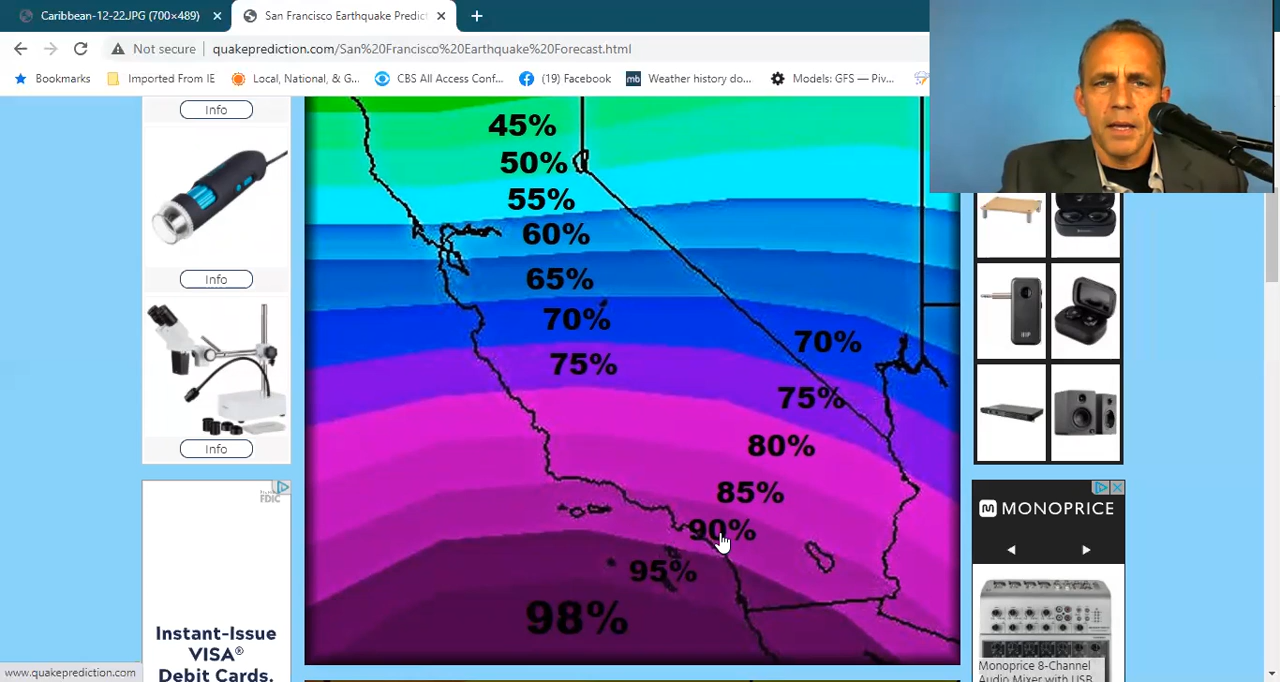 Caribbean-12-22.JPG (700×489)
San Francisco Earthquake Predict
Not secure
quakeprediction.com/San%20Francisco%20Earthquake%20Forecast.html
Bookmarks
Imported From IE
Local, National, & G...
CBS All Access Conf...
(19) Facebook
mb
Weather history do...
Models: GFS — Piv...
Info
Info
Info
45%
50%
55%
60%
65%
70%
75%
70%
75%
80%
85%
90%
95%
98%
FDIC
Instant-Issue
VISA®
Debit Cards.
MONOPRICE
Monoprice 8-Channel
Audio Mixer with USB
www.quakeprediction.com